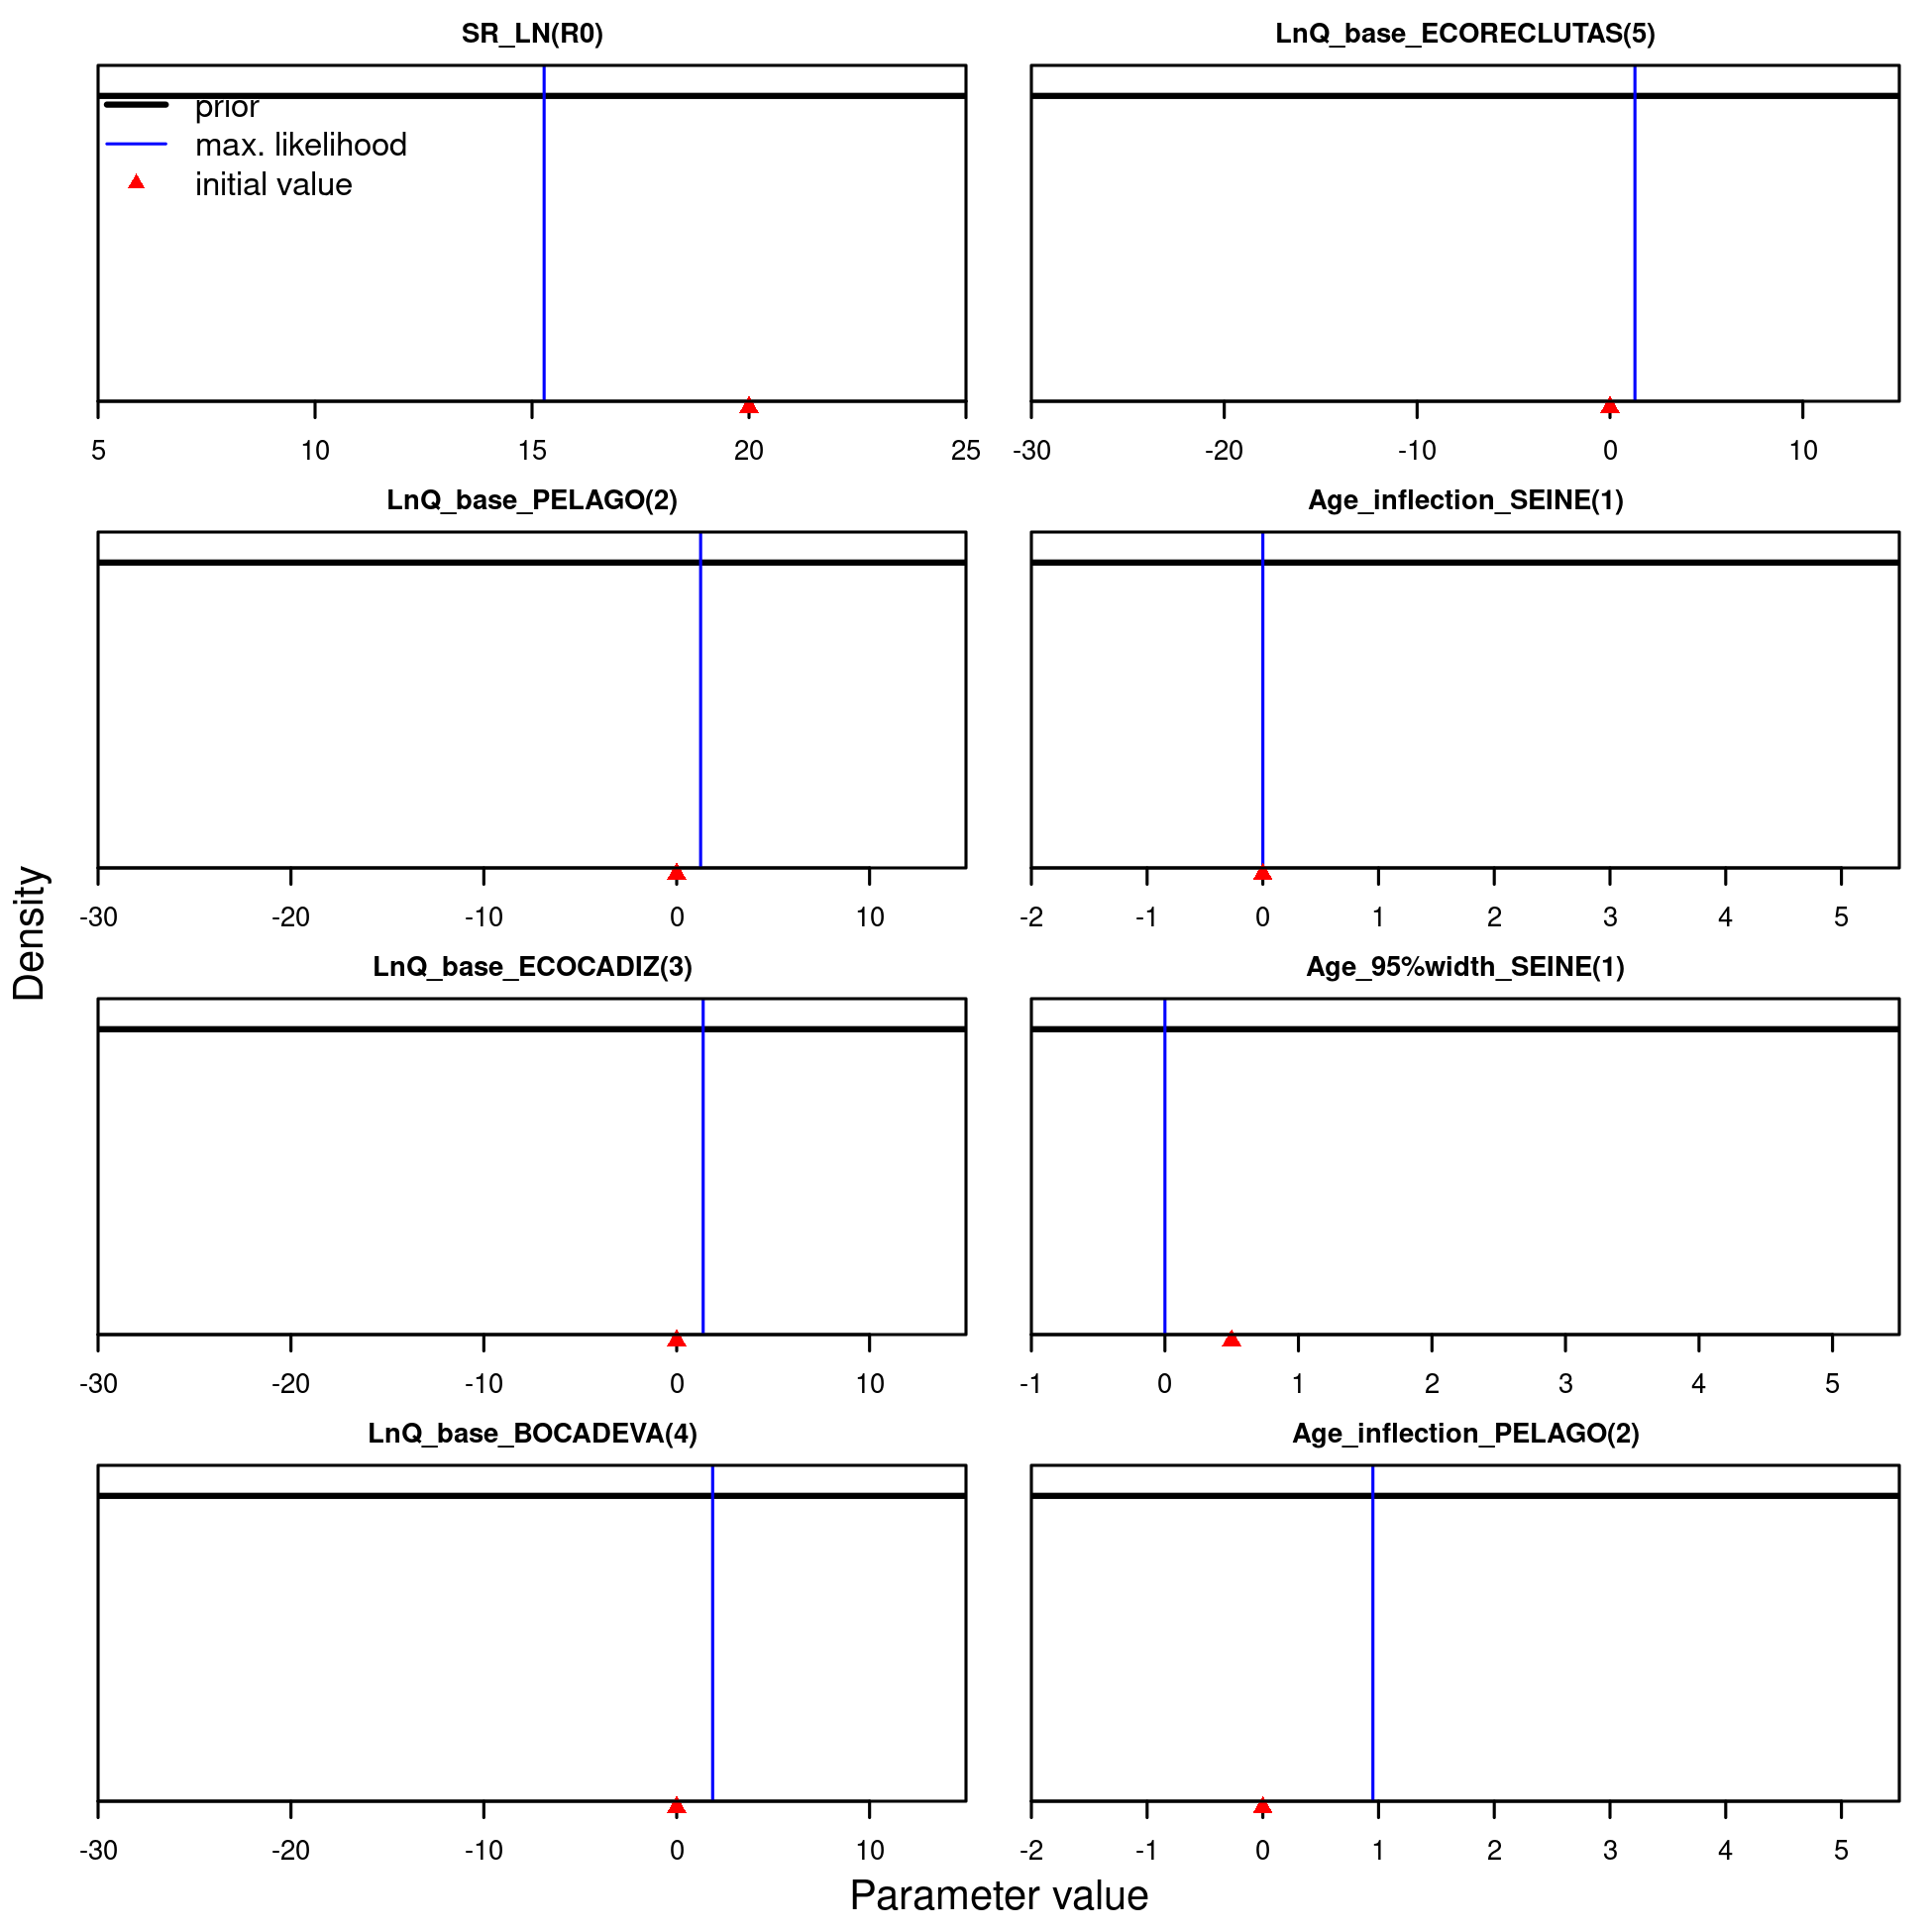 SR_LN(R0)
prior
max. likelihood
initial value
5 10 15 20 25
LnQ_base_ECORECLUTAS(5)
-30 -20 -10 0 10
LnQ_base_PELAGO(2)
-30 -20 -10 0 10
Age_inflection_SEINE(1)
-2 -1 0 1 2 3 4 5
LnQ_base_ECOCADIZ(3)
-30 -20 -10 0 10
Age_95%width_SEINE(1)
-1 0 1 2 3 4 5
LnQ_base_BOCADEVA(4)
-30 -20 -10 0 10
Age_inflection_PELAGO(2)
-2 -1 0 1 2 3 4 5
Density
Parameter value